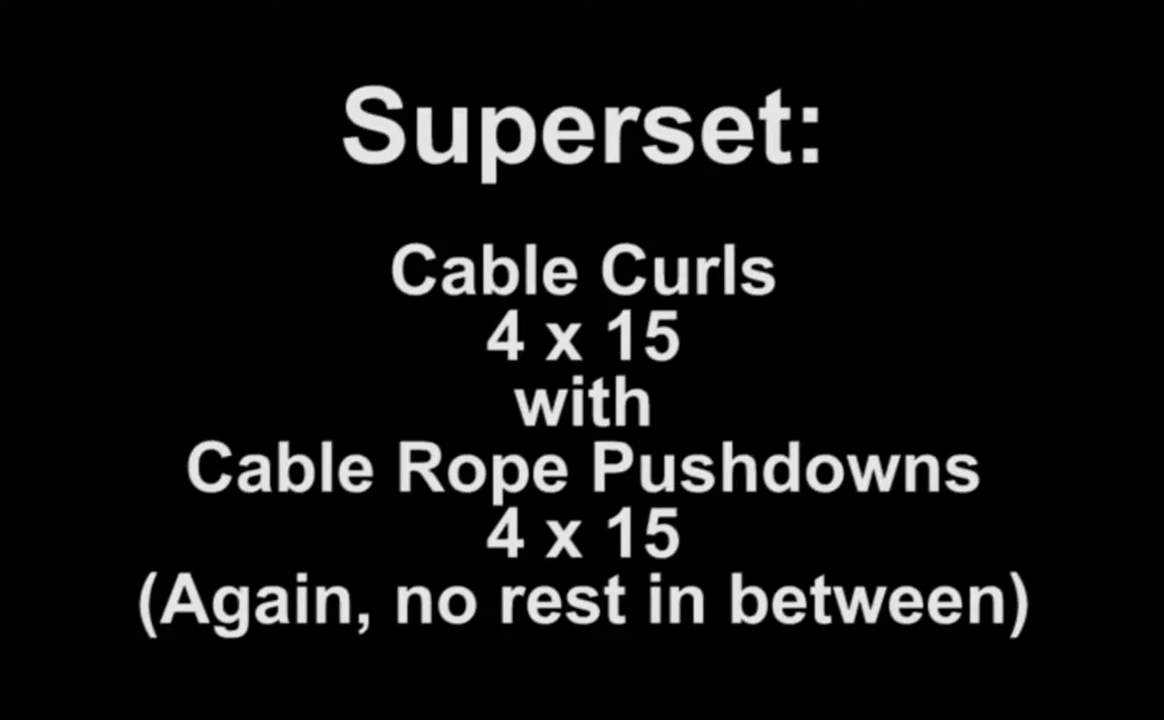 Superset:
Cable Curls
4 x 15
with
Cable Rope Pushdowns
4 x 15
(Again, no rest in between)